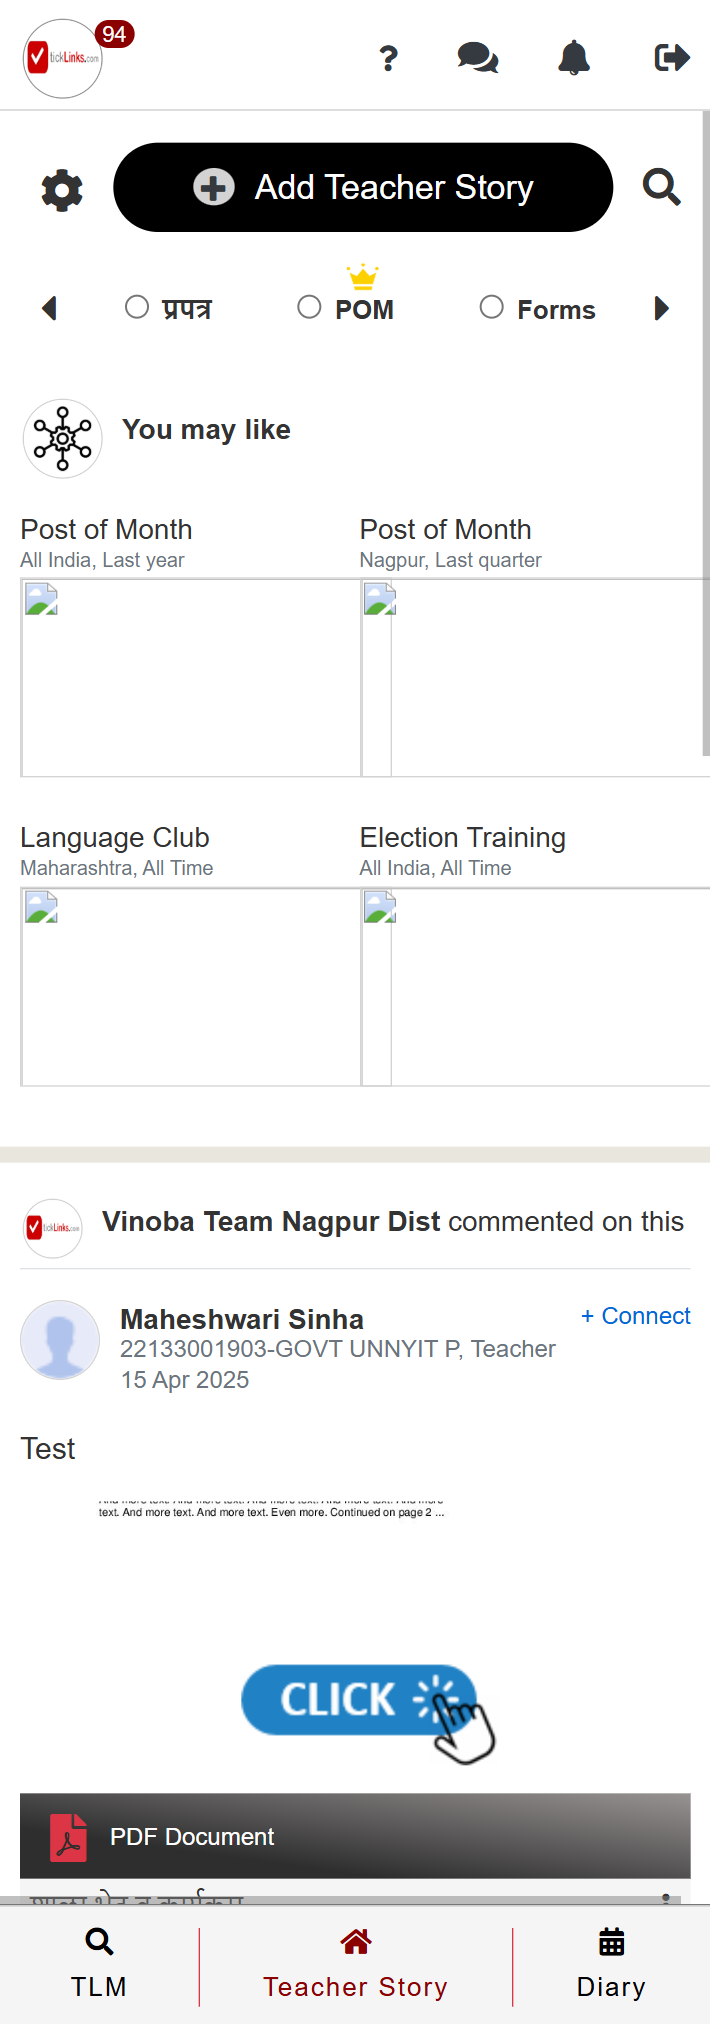 94
tickLinks.com
?
Add Teacher Story
प्रपत्र
POM
Forms
You may like
Post of Month
All India, Last year
Post of Month
Nagpur, Last quarter
Language Club
Maharashtra, All Time
Election Training
All India, All Time
tickLinks.com
Vinoba Team Nagpur Dist commented on this
Maheshwari Sinha
+ Connect
22133001903-GOVT UNNYIT P, Teacher
15 Apr 2025
Test
text. And more text. And more text. Even more. Continued on page 2 ...
CLICK
PDF Document
TLM
Teacher Story
Diary